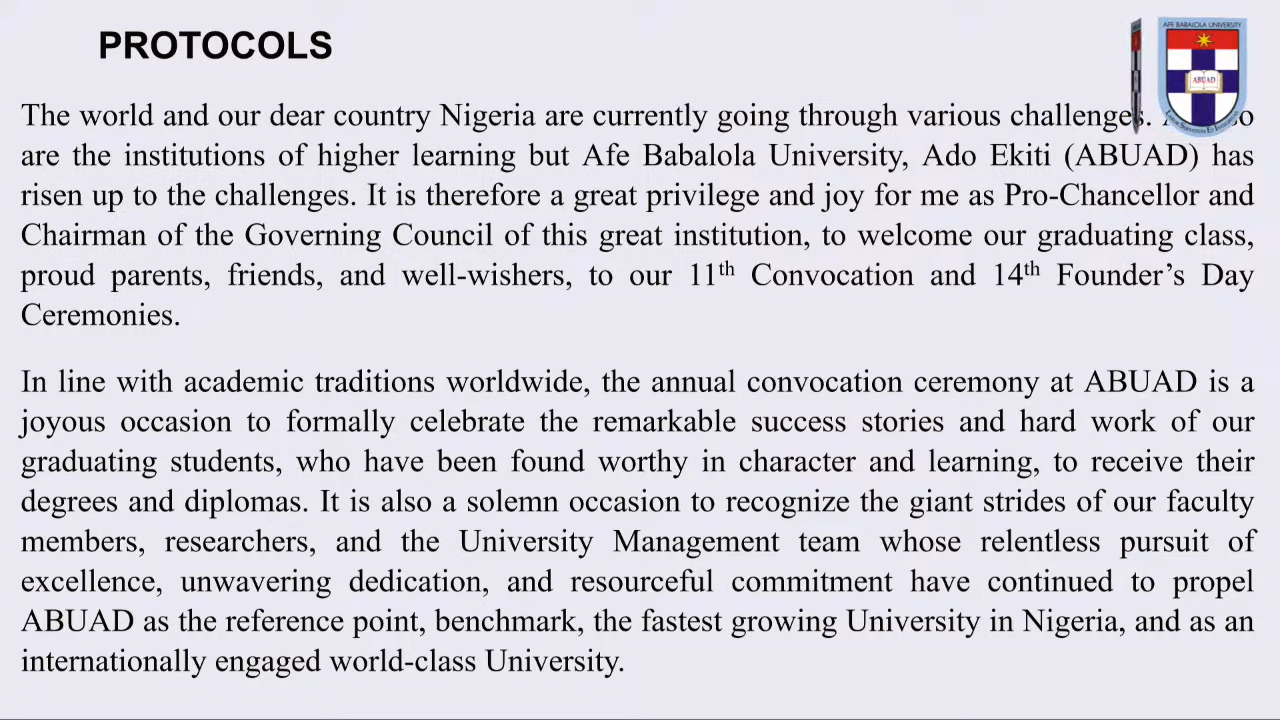 PROTOCOLS
AFE BABALOLA UNIVERSITY
ABUAD
The world and our dear country Nigeria are currently going through various challenges.
are the institutions of higher learning but Afe Babalola University, Ado Ekiti (ABUAD) has
risen up to the challenges. It is therefore a great privilege and joy for me as Pro-Chancellor and
Chairman of the Governing Council of this great institution, to welcome our graduating class,
proud parents, friends, and well-wishers, to our 11th Convocation and 14th Founder’s Day
Ceremonies.
In line with academic traditions worldwide, the annual convocation ceremony at ABUAD is a
joyous occasion to formally celebrate the remarkable success stories and hard work of our
graduating students, who have been found worthy in character and learning, to receive their
degrees and diplomas. It is also a solemn occasion to recognize the giant strides of our faculty
members, researchers, and the University Management team whose relentless pursuit of
excellence, unwavering dedication, and resourceful commitment have continued to propel
ABUAD as the reference point, benchmark, the fastest growing University in Nigeria, and as an
internationally engaged world-class University.